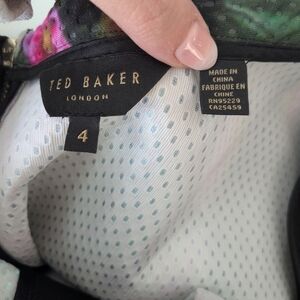 TED BAKER
LONDON
4
MADE IN
CHINA
FABRIQUE EN
CHINE
RN95229
CA25459